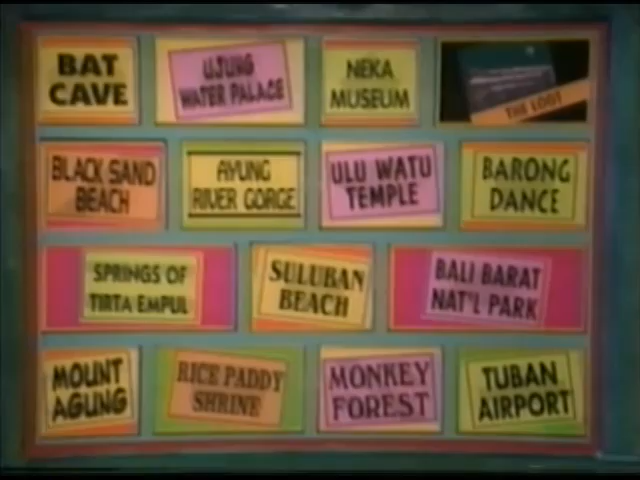 BAT
CAVE
UJUNG
WATER PALACE
NEKA
MUSEUM
THE LOOT
BLACK SAND
BEACH
AYUNG
RIVER GORGE
ULU WATU
TEMPLE
BARONG
DANCE
SPRINGS OF
TIRTA EMPUL
SULUBAN
BEACH
BALI BARAT
NAT'L PARK
MOUNT
AGUNG
RICE PADDY
SHRINE
MONKEY
FOREST
TUBAN
AIRPORT